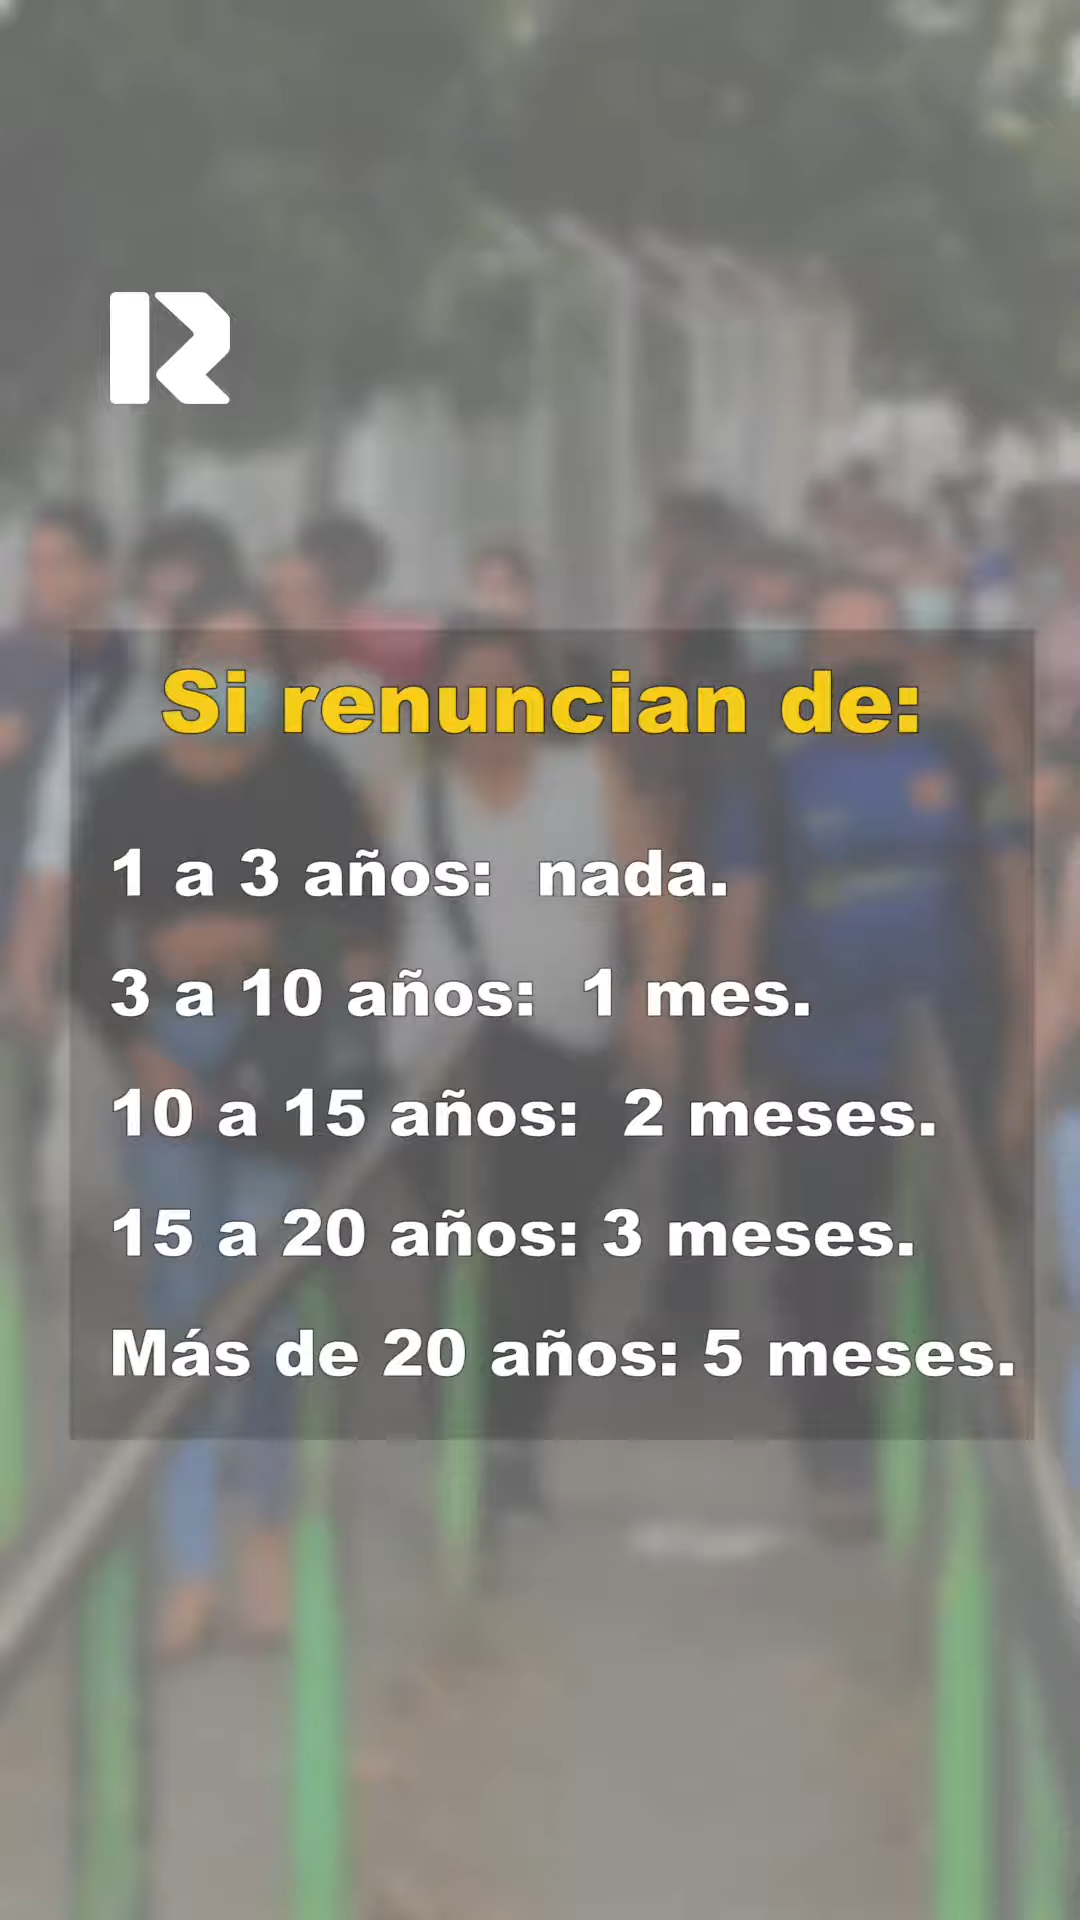 R
Si renuncian de:
1 a 3 años: nada.
3 a 10 años: 1 mes.
10 a 15 años: 2 meses.
15 a 20 años: 3 meses.
Más de 20 años: 5 meses.